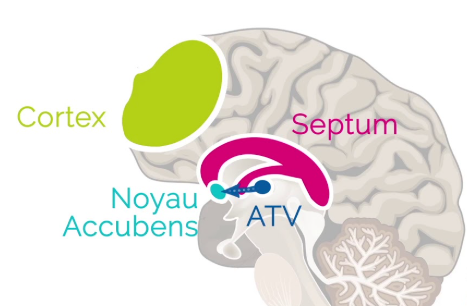 Cortex
Septum
Noyau
Accubens
ATV